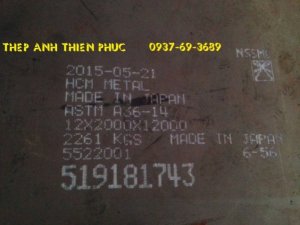 THEP ANH THIEN PHUC 0937-69-3689
NSSMC
2015-05-21
HCM METAL
MADE IN JAPAN
ASTM A36-14
12X2000X12000
2261 KGS MADE IN JAPAN
5522001
519181743